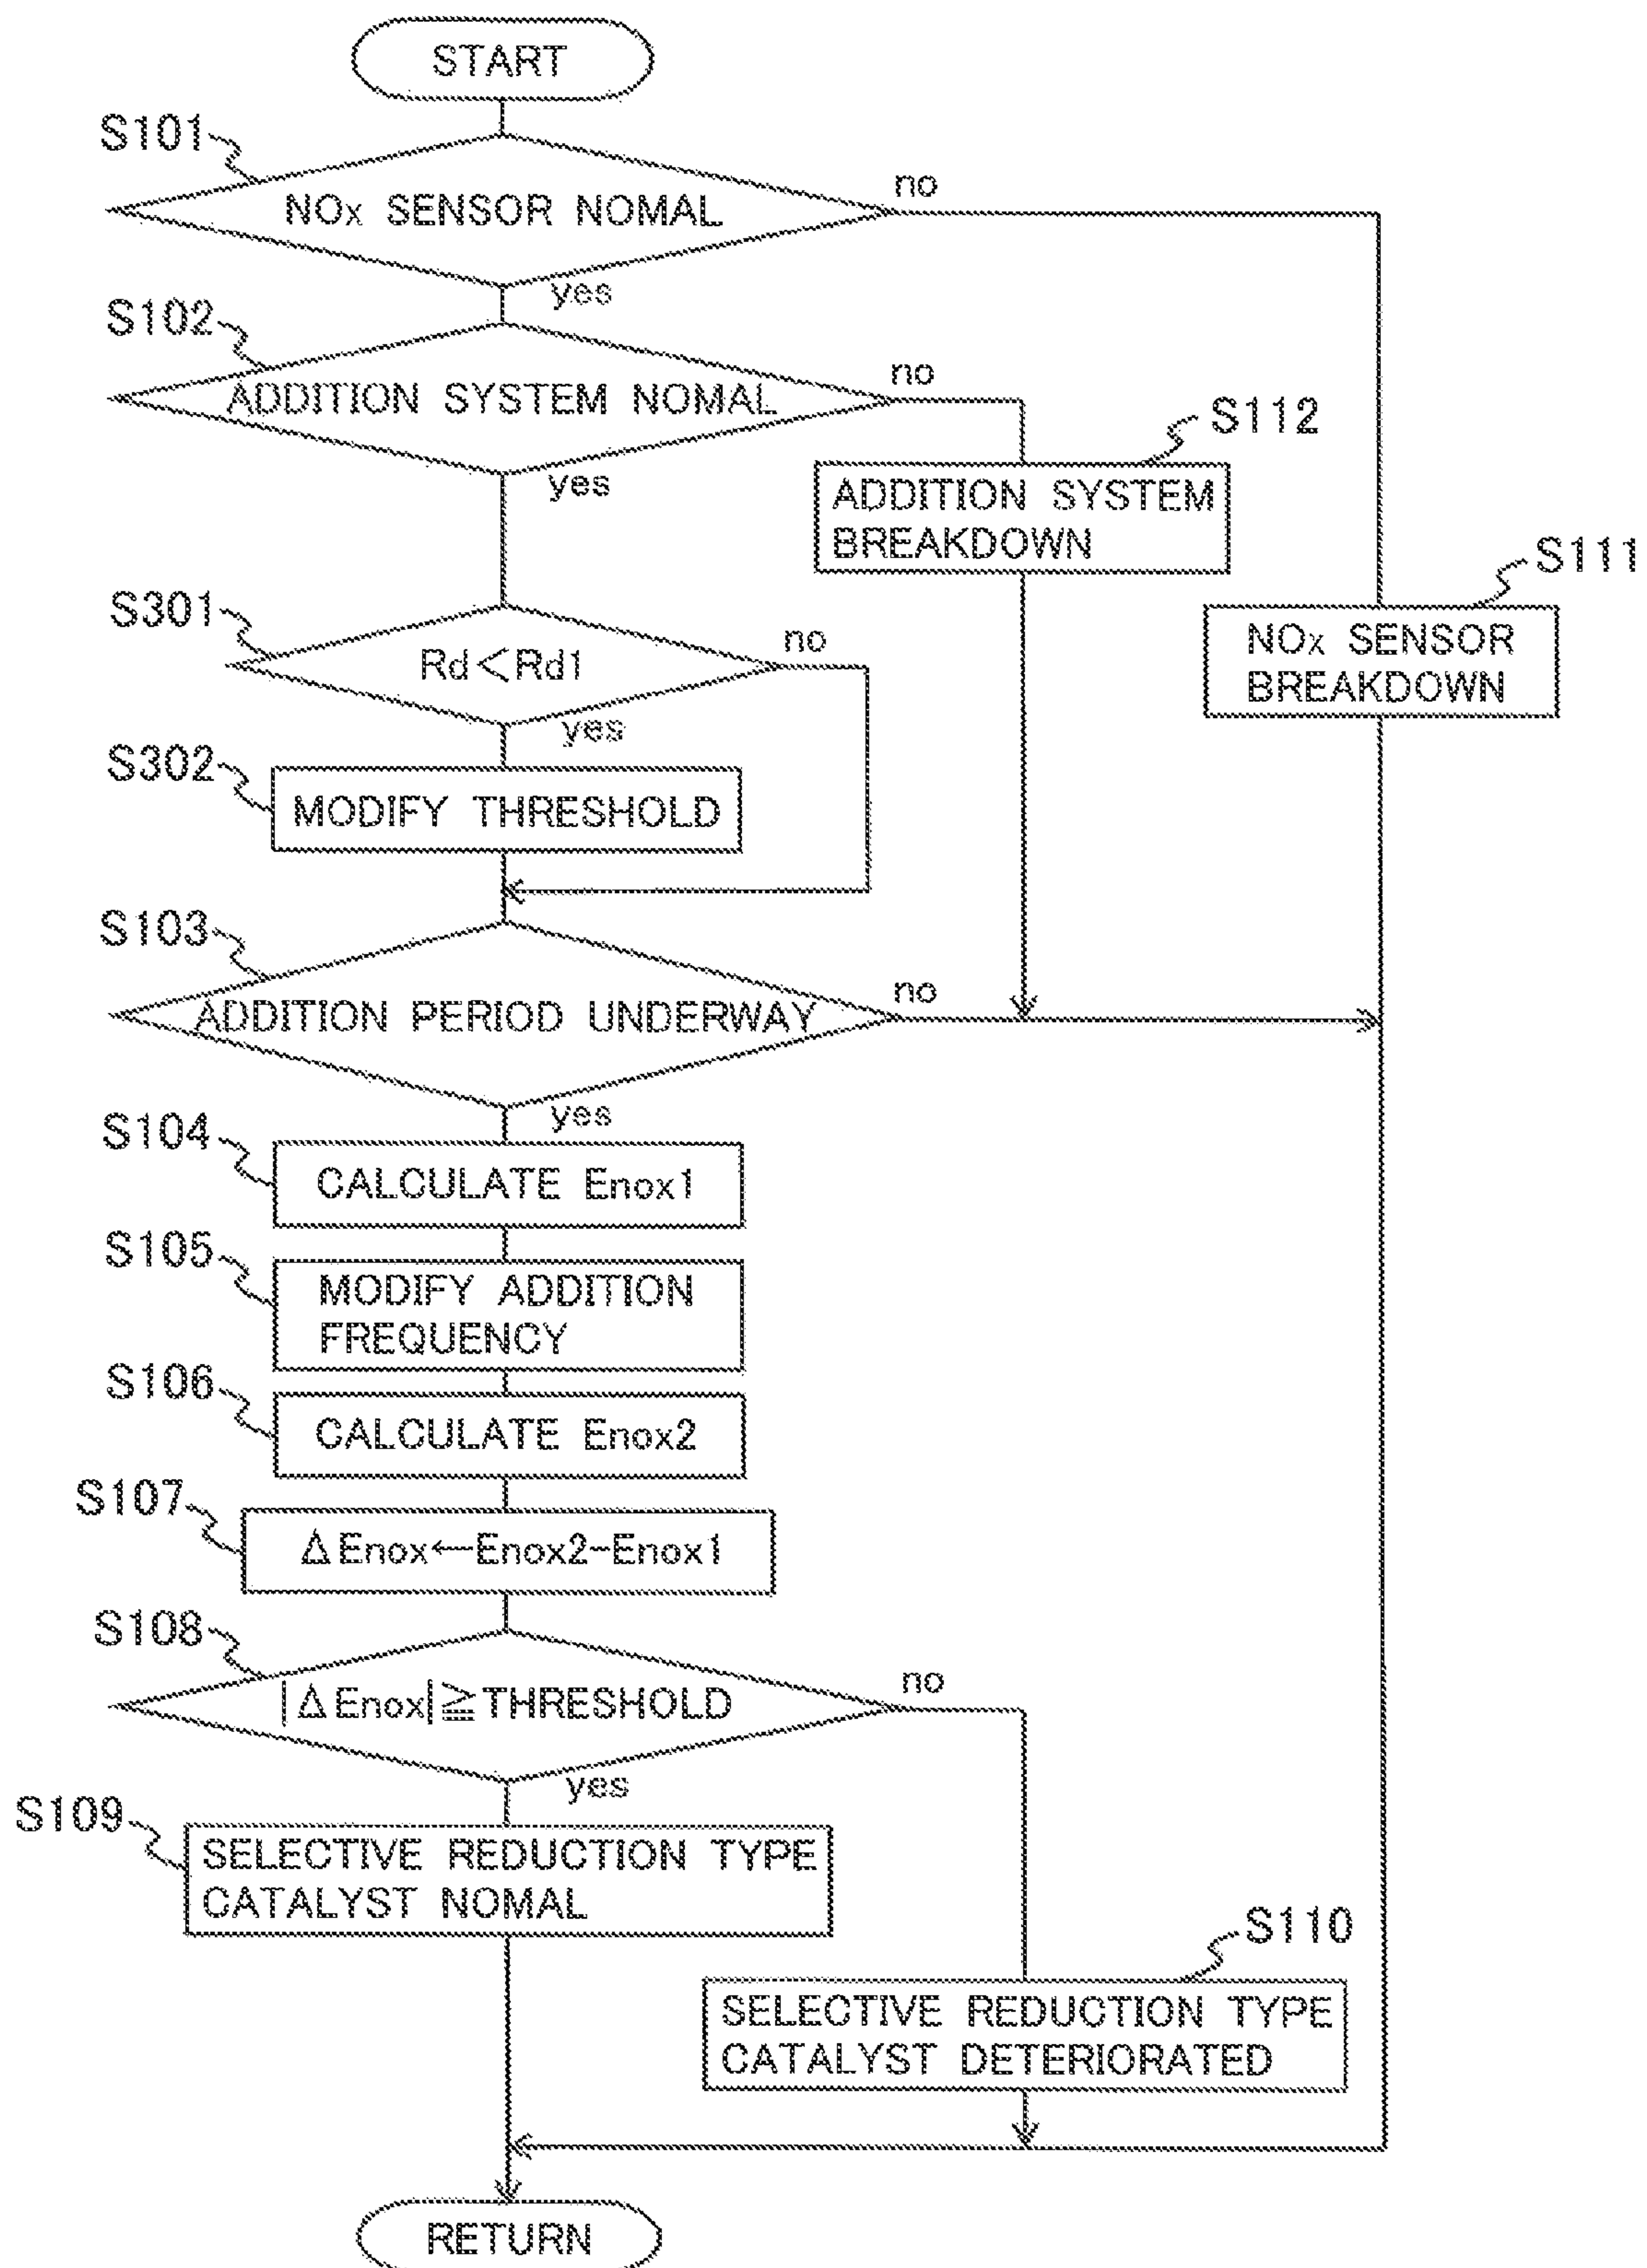 START
S101
NOx SENSOR NOMAL
no
yes
S102
ADDITION SYSTEM NOMAL
no
yes
S112
ADDITION SYSTEM
BREAKDOWN
S111
NOx SENSOR
BREAKDOWN
S301
Rd<Rd1
no
yes
S302
MODIFY THRESHOLD
S103
ADDITION PERIOD UNDERWAY
no
yes
S104
CALCULATE Enox1
S105
MODIFY ADDITION
FREQUENCY
S106
CALCULATE Enox2
S107
ΔEnox←Enox2-Enox1
S108
|ΔEnox|≧THRESHOLD
no
yes
S109
SELECTIVE REDUCTION TYPE
CATALYST NOMAL
S110
SELECTIVE REDUCTION TYPE
CATALYST DETERIORATED
RETURN